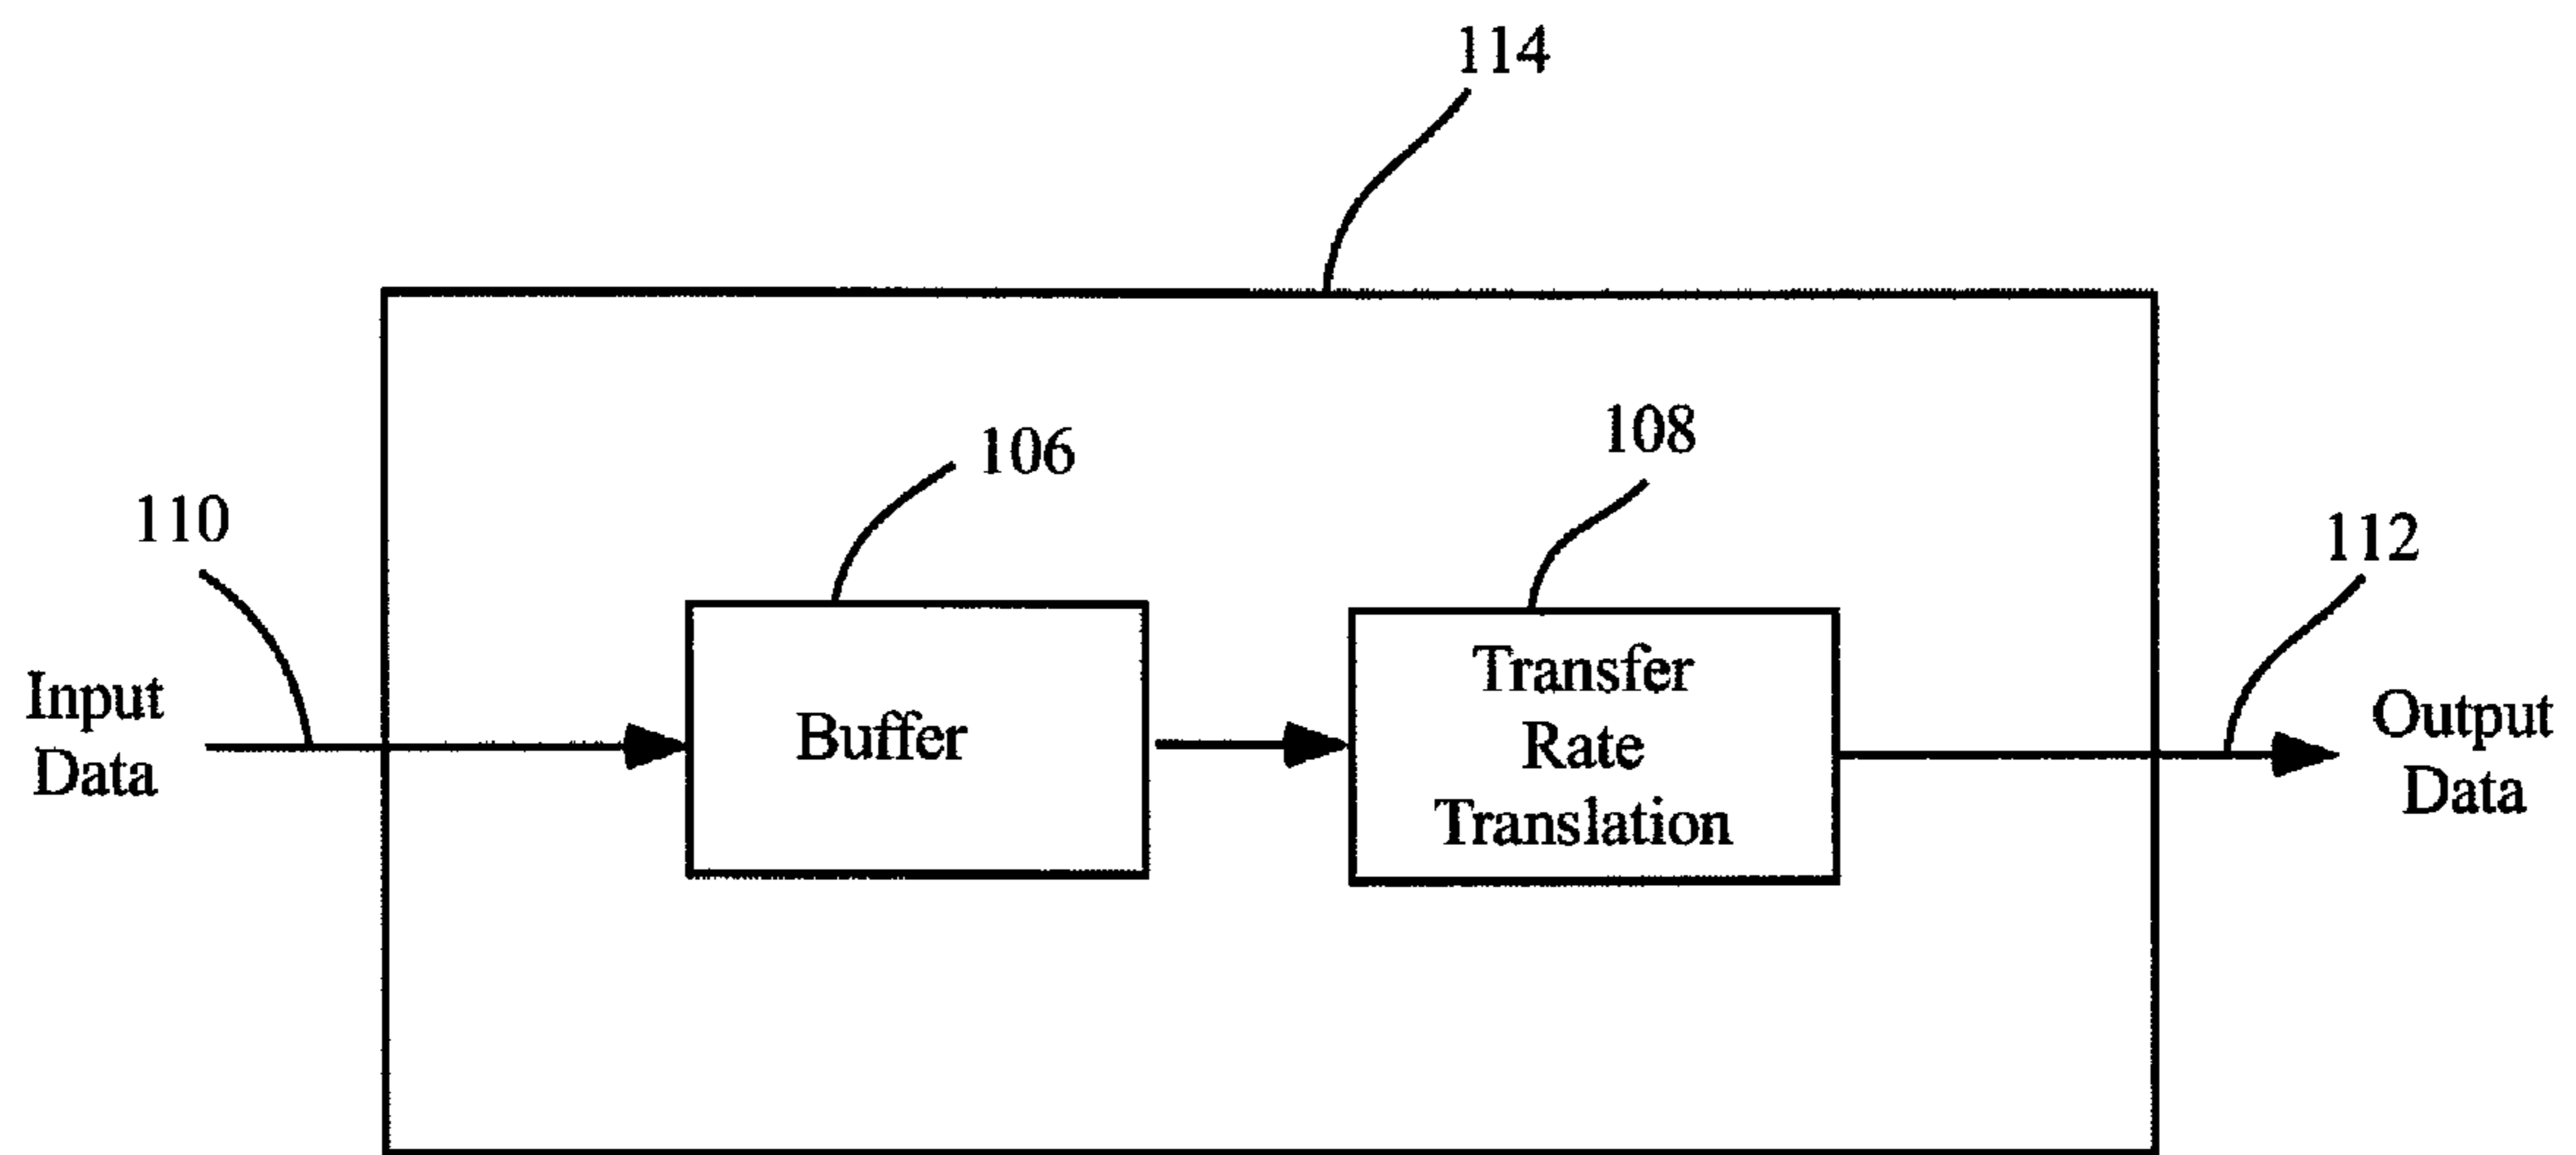 114
106
108
110
112
Input
Data
Buffer
Transfer
Rate
Translation
Output
Data